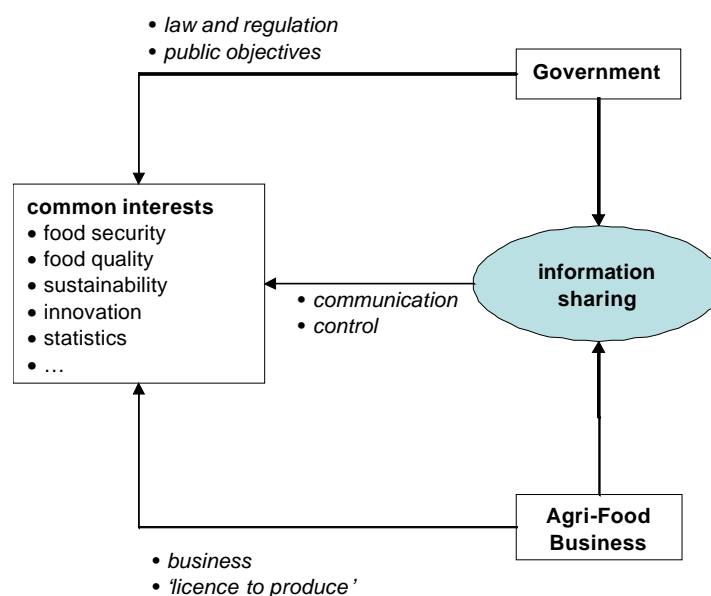 • law and regulation
• public objectives
Government
common interests
• food security
• food quality
• sustainability
• innovation
• statistics
• …
information
sharing
• communication
• control
Agri-Food
Business
• business
• ‘licence to produce’